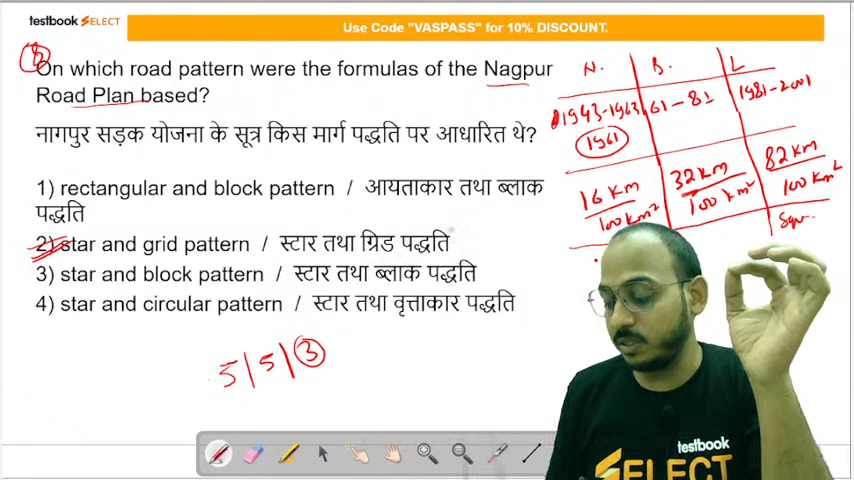 testbook SELECT
Use Code "VASPASS" for 10% DISCOUNT.
8
On which road pattern were the formulas of the Nagpur
Road Plan based?
नागपुर सड़क योजना के सूत्र किस मार्ग पद्धति पर आधारित थे?
1) rectangular and block pattern / आयताकार तथा ब्लाक
पद्धति
2) star and grid pattern / स्टार तथा ग्रिड पद्धति
3) star and block pattern / स्टार तथा ब्लाक पद्धति
4) star and circular pattern / स्टार तथा वृत्ताकार पद्धति
N. B. L
1943-1963 61-81 1981-2001
1961
16 km 32 km 82 km
100 km² 100 km² 100 km²
Squ.
5 | 5 | 3
testbook
SELECT